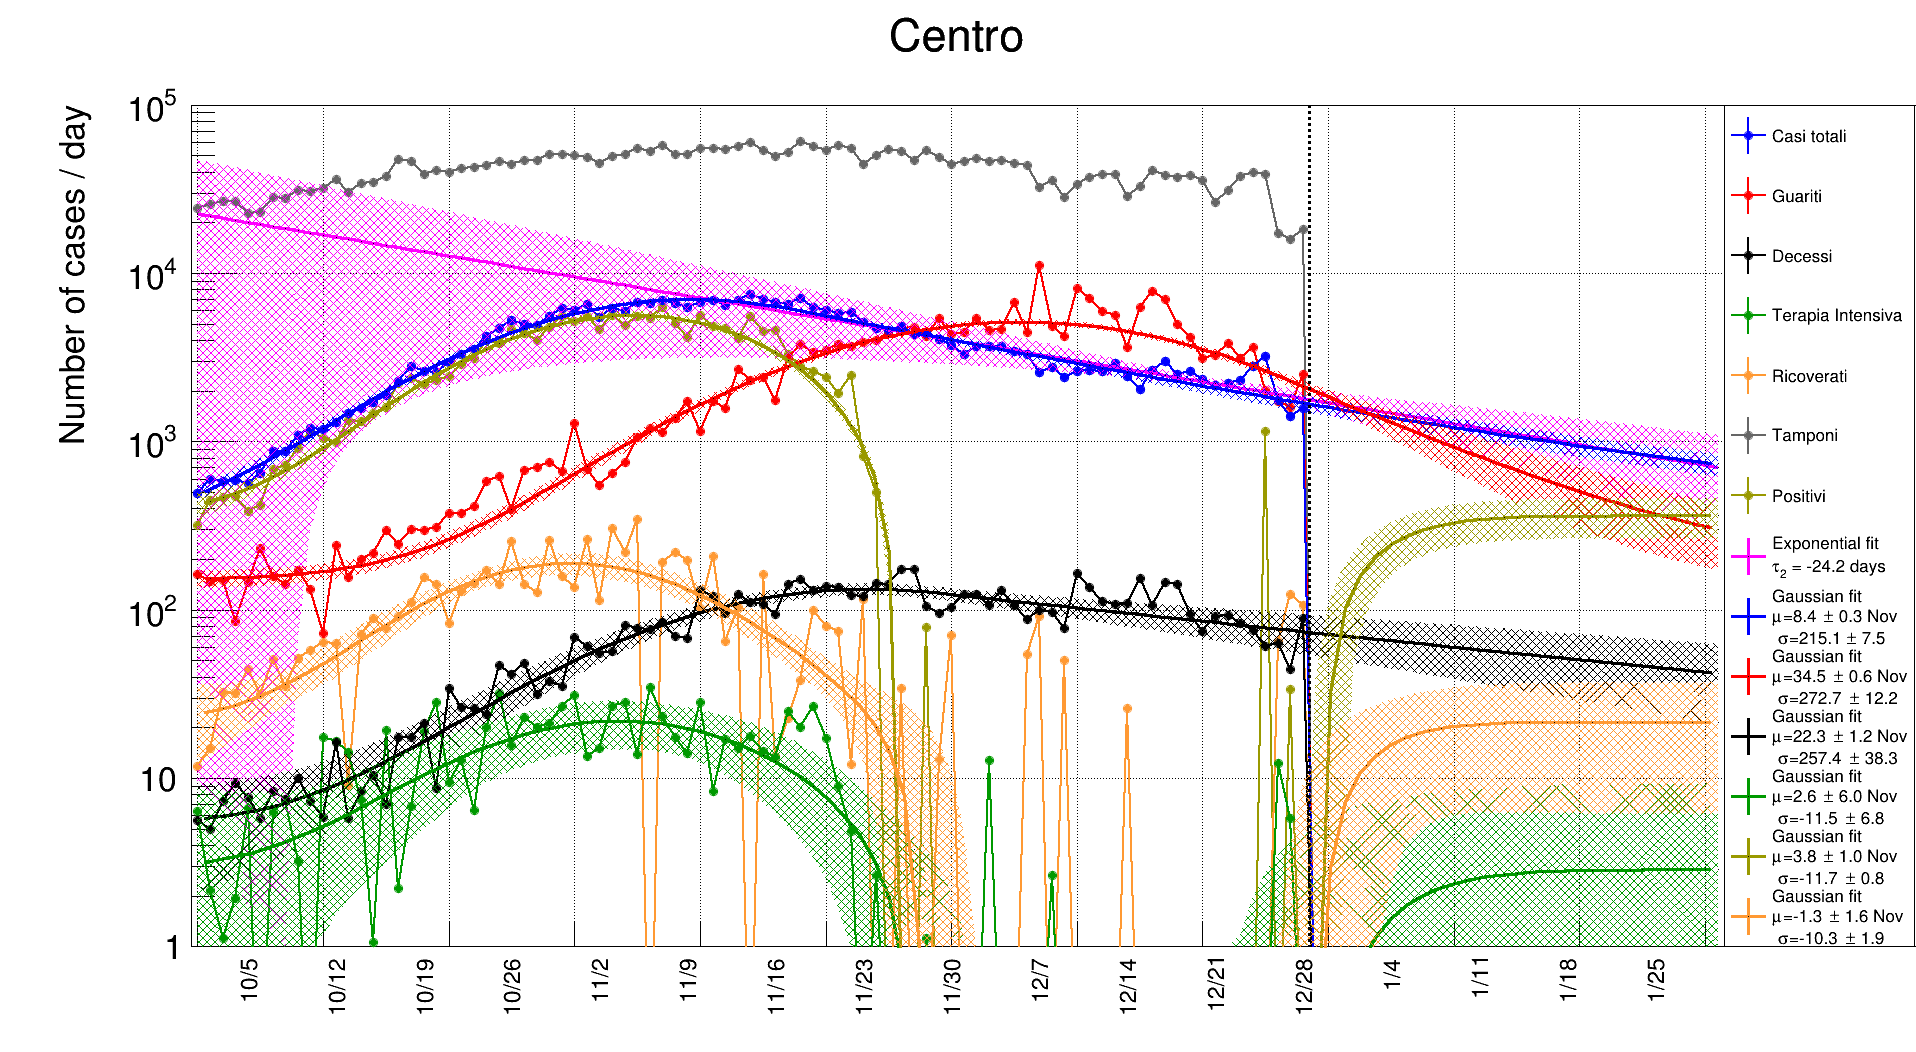 Centro
Number of cases / day
10^5
10^4
10^3
10^2
10
1
10/5
10/12
10/19
10/26
11/2
11/9
11/16
11/23
11/30
12/7
12/14
12/21
12/28
1/4
1/11
1/18
1/25
Casi totali
Guariti
Decessi
Terapia Intensiva
Ricoverati
Tamponi
Positivi
Exponential fit
τ₂ = -24.2 days
Gaussian fit
μ=8.4 ± 0.3 Nov
σ=215.1 ± 7.5
Gaussian fit
μ=34.5 ± 0.6 Nov
σ=272.7 ± 12.2
Gaussian fit
μ=22.3 ± 1.2 Nov
σ=257.4 ± 38.3
Gaussian fit
μ=2.6 ± 6.0 Nov
σ=-11.5 ± 6.8
Gaussian fit
μ=3.8 ± 1.0 Nov
σ=-11.7 ± 0.8
Gaussian fit
μ=-1.3 ± 1.6 Nov
σ=-10.3 ± 1.9